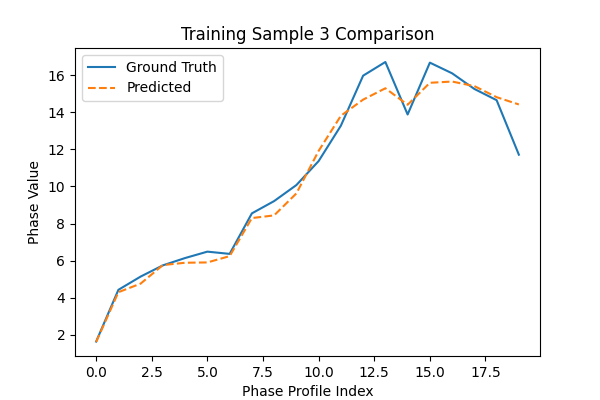 Training Sample 3 Comparison
Ground Truth
Predicted
16
14
12
10
8
6
4
2
Phase Value
0.0 2.5 5.0 7.5 10.0 12.5 15.0 17.5
Phase Profile Index